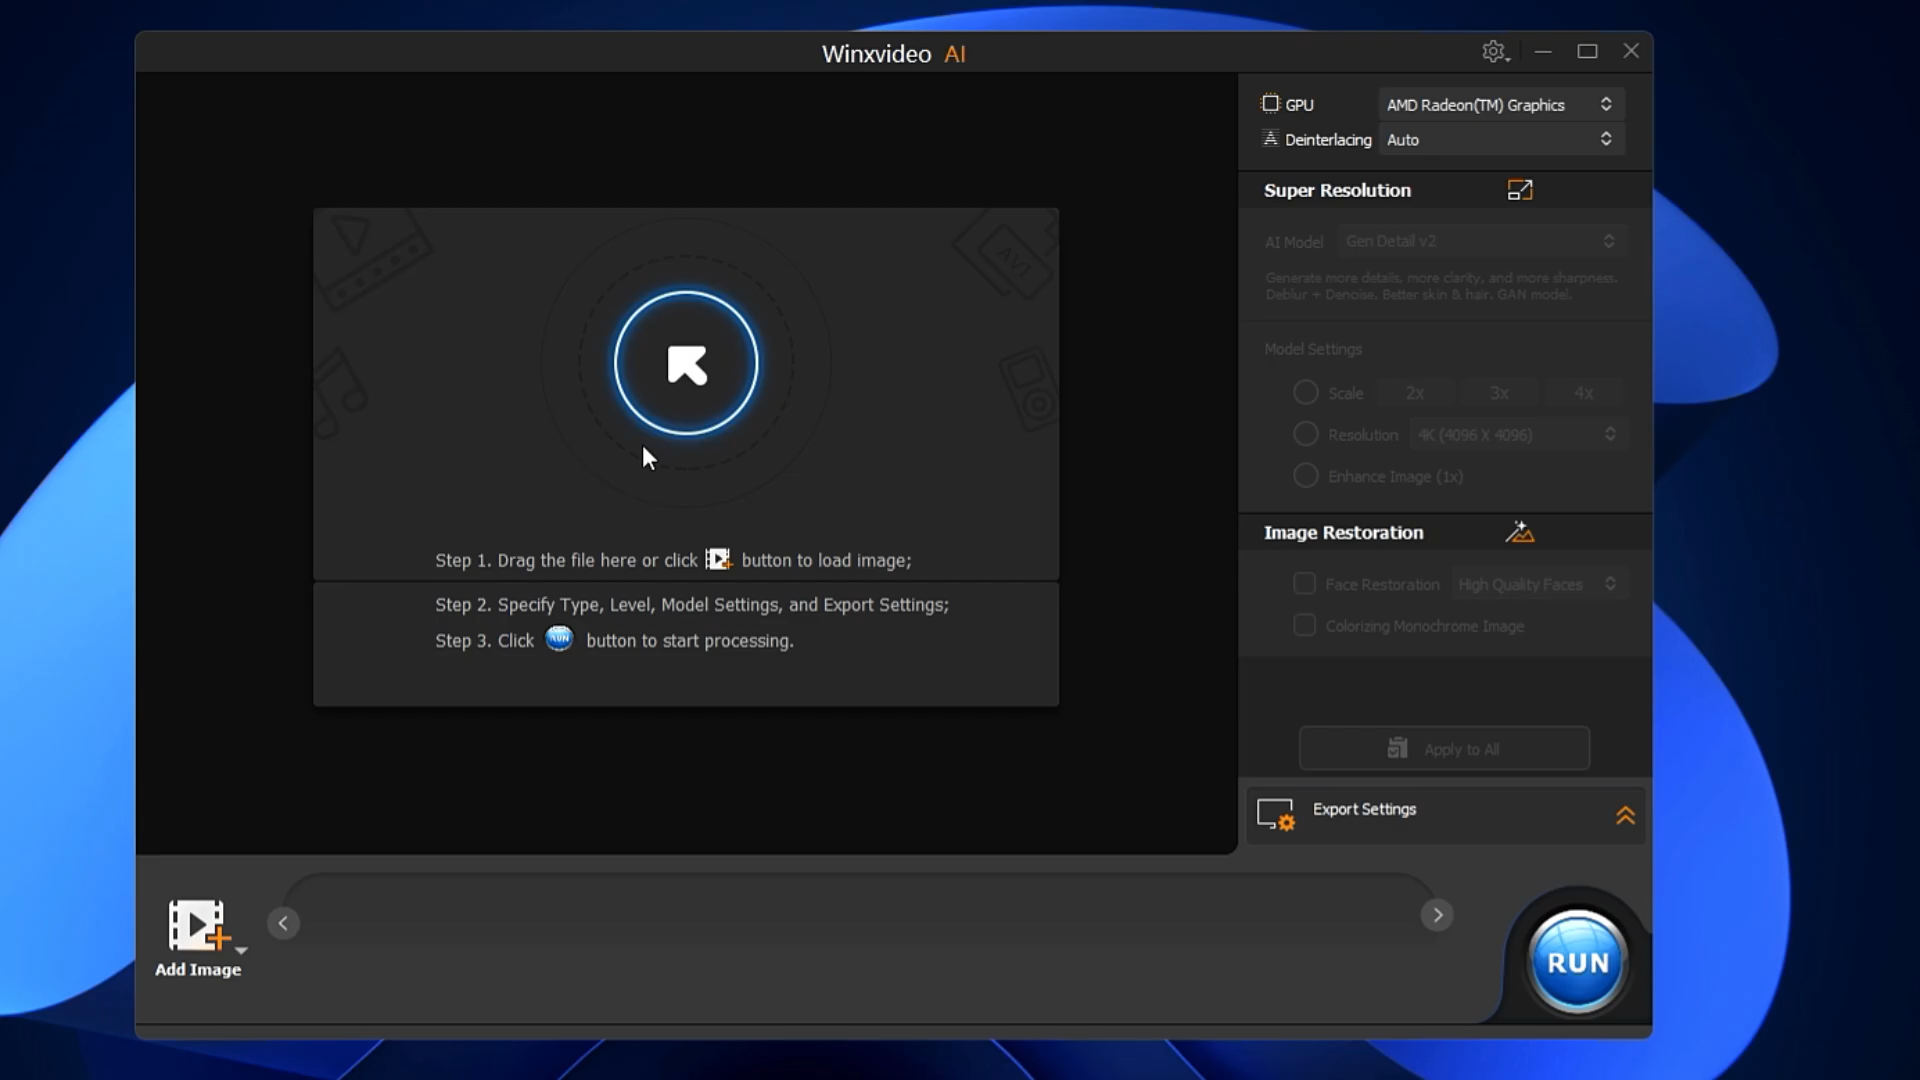 Winxvideo AI
GPU AMD Radeon(TM) Graphics
Deinterlacing Auto
Super Resolution
AI Model Gen Detail v2
Generate more details, more clarity, and more sharpness.
Deblur + Denoise, Better skin & hair. GAN model.
Model Settings
Scale 2x 3x 4x
Resolution 4K (4096 X 4096)
Enhance Image (1x)
Image Restoration
Face Restoration High Quality Faces
Colorizing Monochrome Image
Apply to All
Export Settings
AVI
Step 1. Drag the file here or click button to load image;
Step 2. Specify Type, Level, Model Settings, and Export Settings;
Step 3. Click RUN button to start processing.
Add Image
RUN